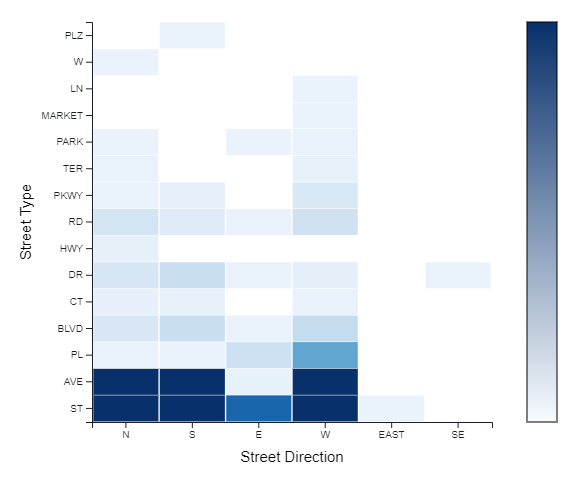 PLZ
W
LN
MARKET
PARK
TER
PKWY
RD
HWY
DR
CT
BLVD
PL
AVE
ST
Street Type
N S E W EAST SE
Street Direction